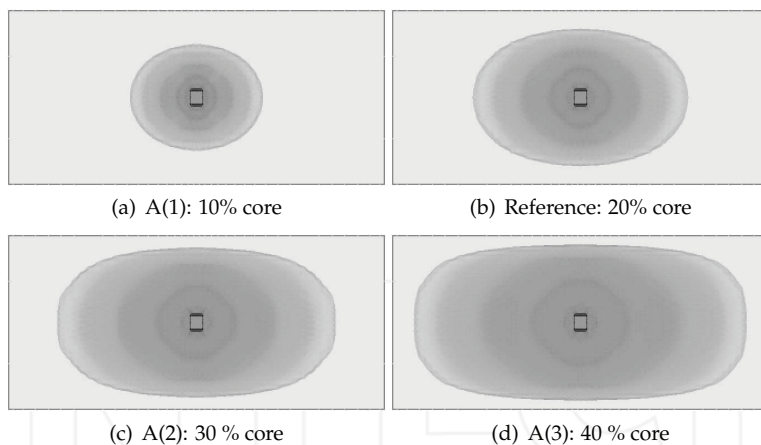 (a) A(1): 10% core
(b) Reference: 20% core
(c) A(2): 30 % core
(d) A(3): 40 % core